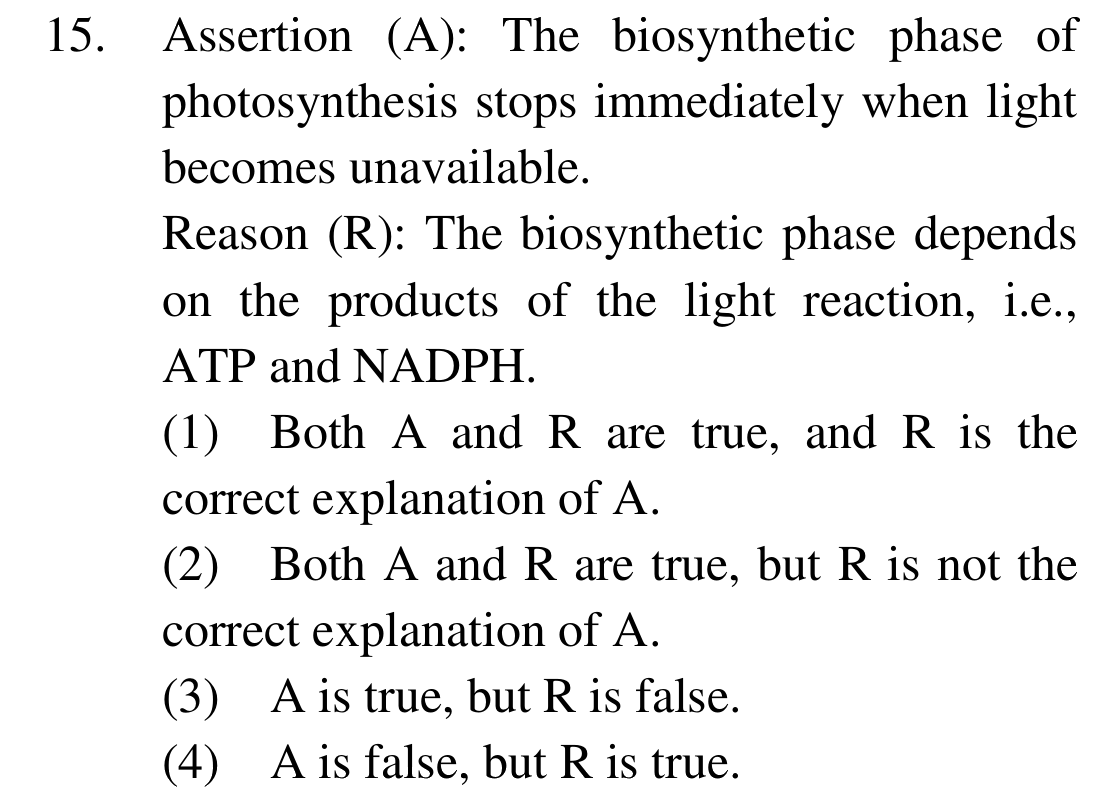 15. Assertion (A): The biosynthetic phase of
photosynthesis stops immediately when light
becomes unavailable.
Reason (R): The biosynthetic phase depends
on the products of the light reaction, i.e.,
ATP and NADPH.
(1) Both A and R are true, and R is the
correct explanation of A.
(2) Both A and R are true, but R is not the
correct explanation of A.
(3) A is true, but R is false.
(4) A is false, but R is true.